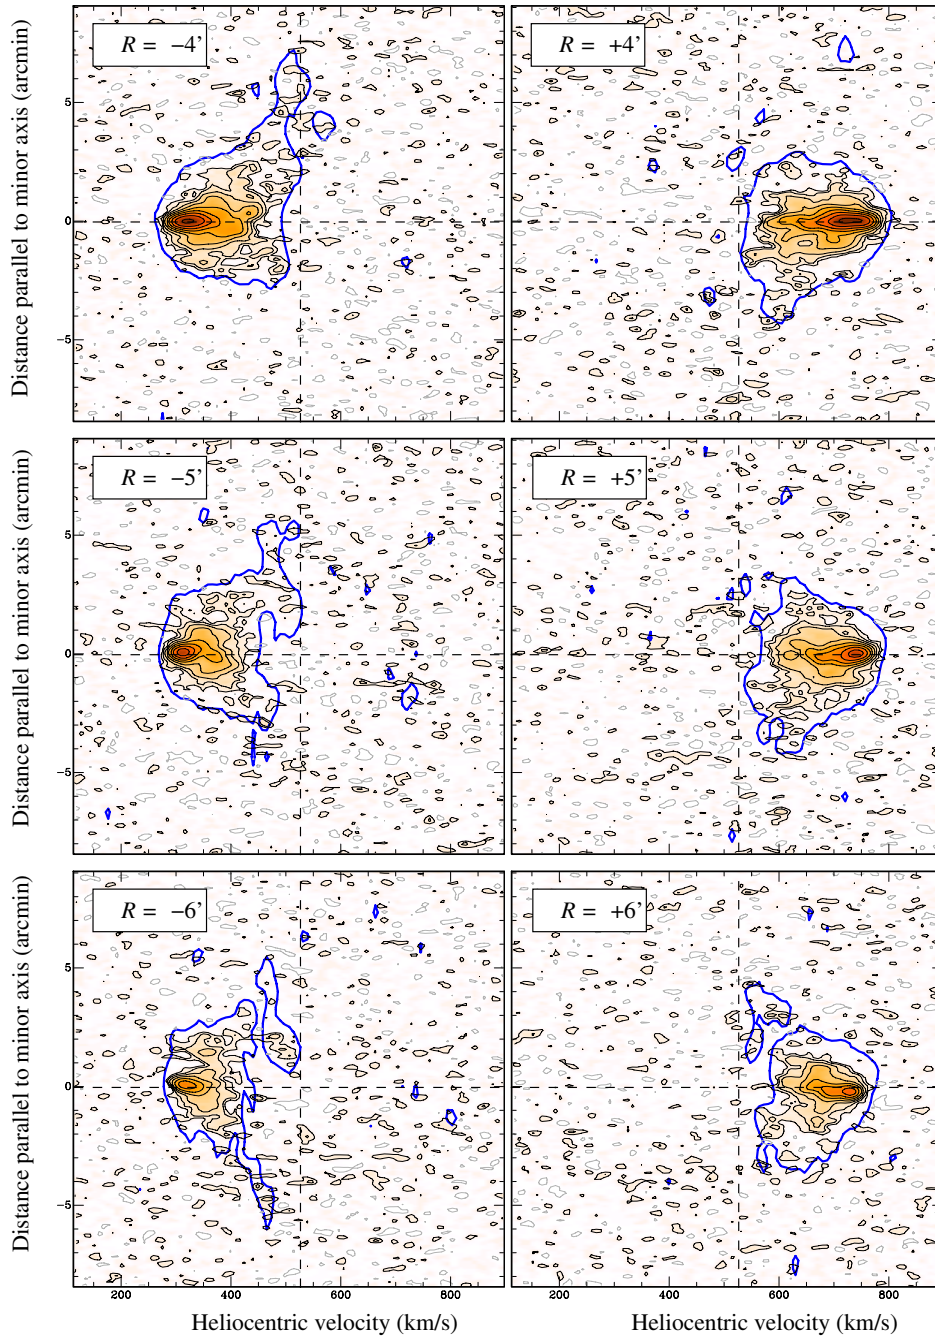 R = −4’
R = +4’
Distance parallel to minor axis (arcmin)
5
0
−5
R = −5’
R = +5’
Distance parallel to minor axis (arcmin)
5
0
−5
R = −6’
R = +6’
Distance parallel to minor axis (arcmin)
5
0
−5
200 400 600 800 200 400 600 800
Heliocentric velocity (km/s) Heliocentric velocity (km/s)